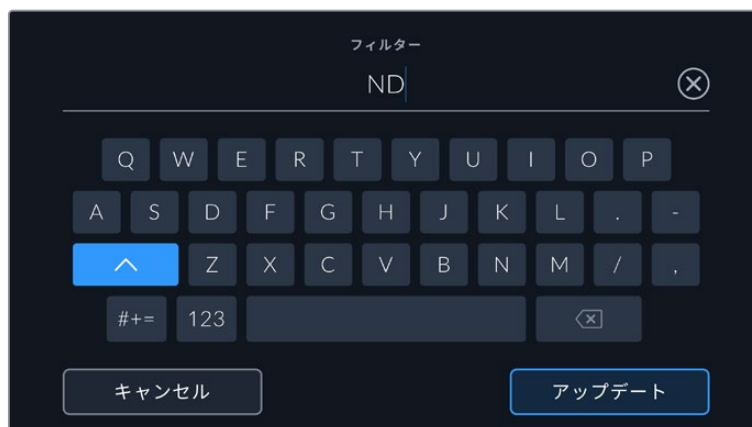 フィルター
ND
Q W E R T Y U I O P
A S D F G H J K L . -
Z X C V B N M / ,
#+= 123
キャンセル アップデート